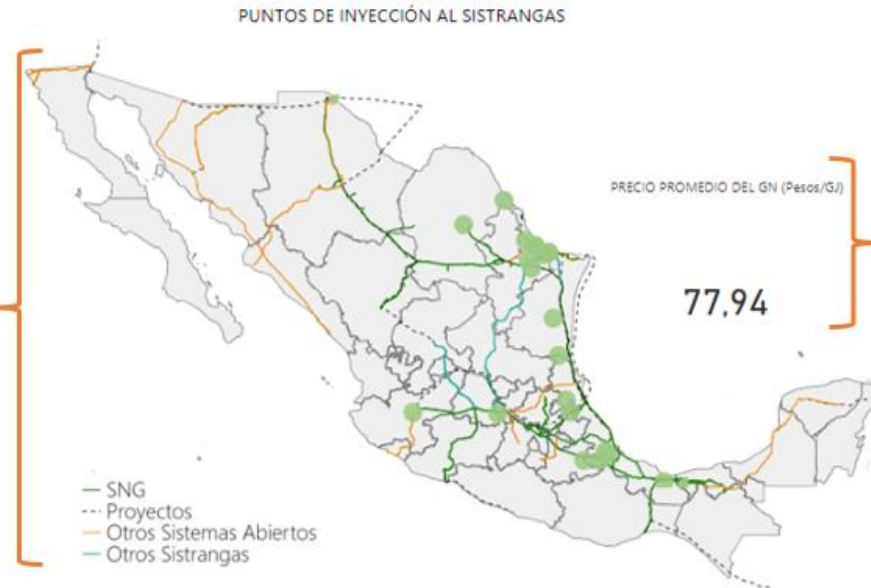 PUNTOS DE INYECCIÓN AL SISTRANGAS
PRECIO PROMEDIO DEL GN (Pesos/GJ)
77,94
SNG
Proyectos
Otros Sistemas Abiertos
Otros Sistrangas